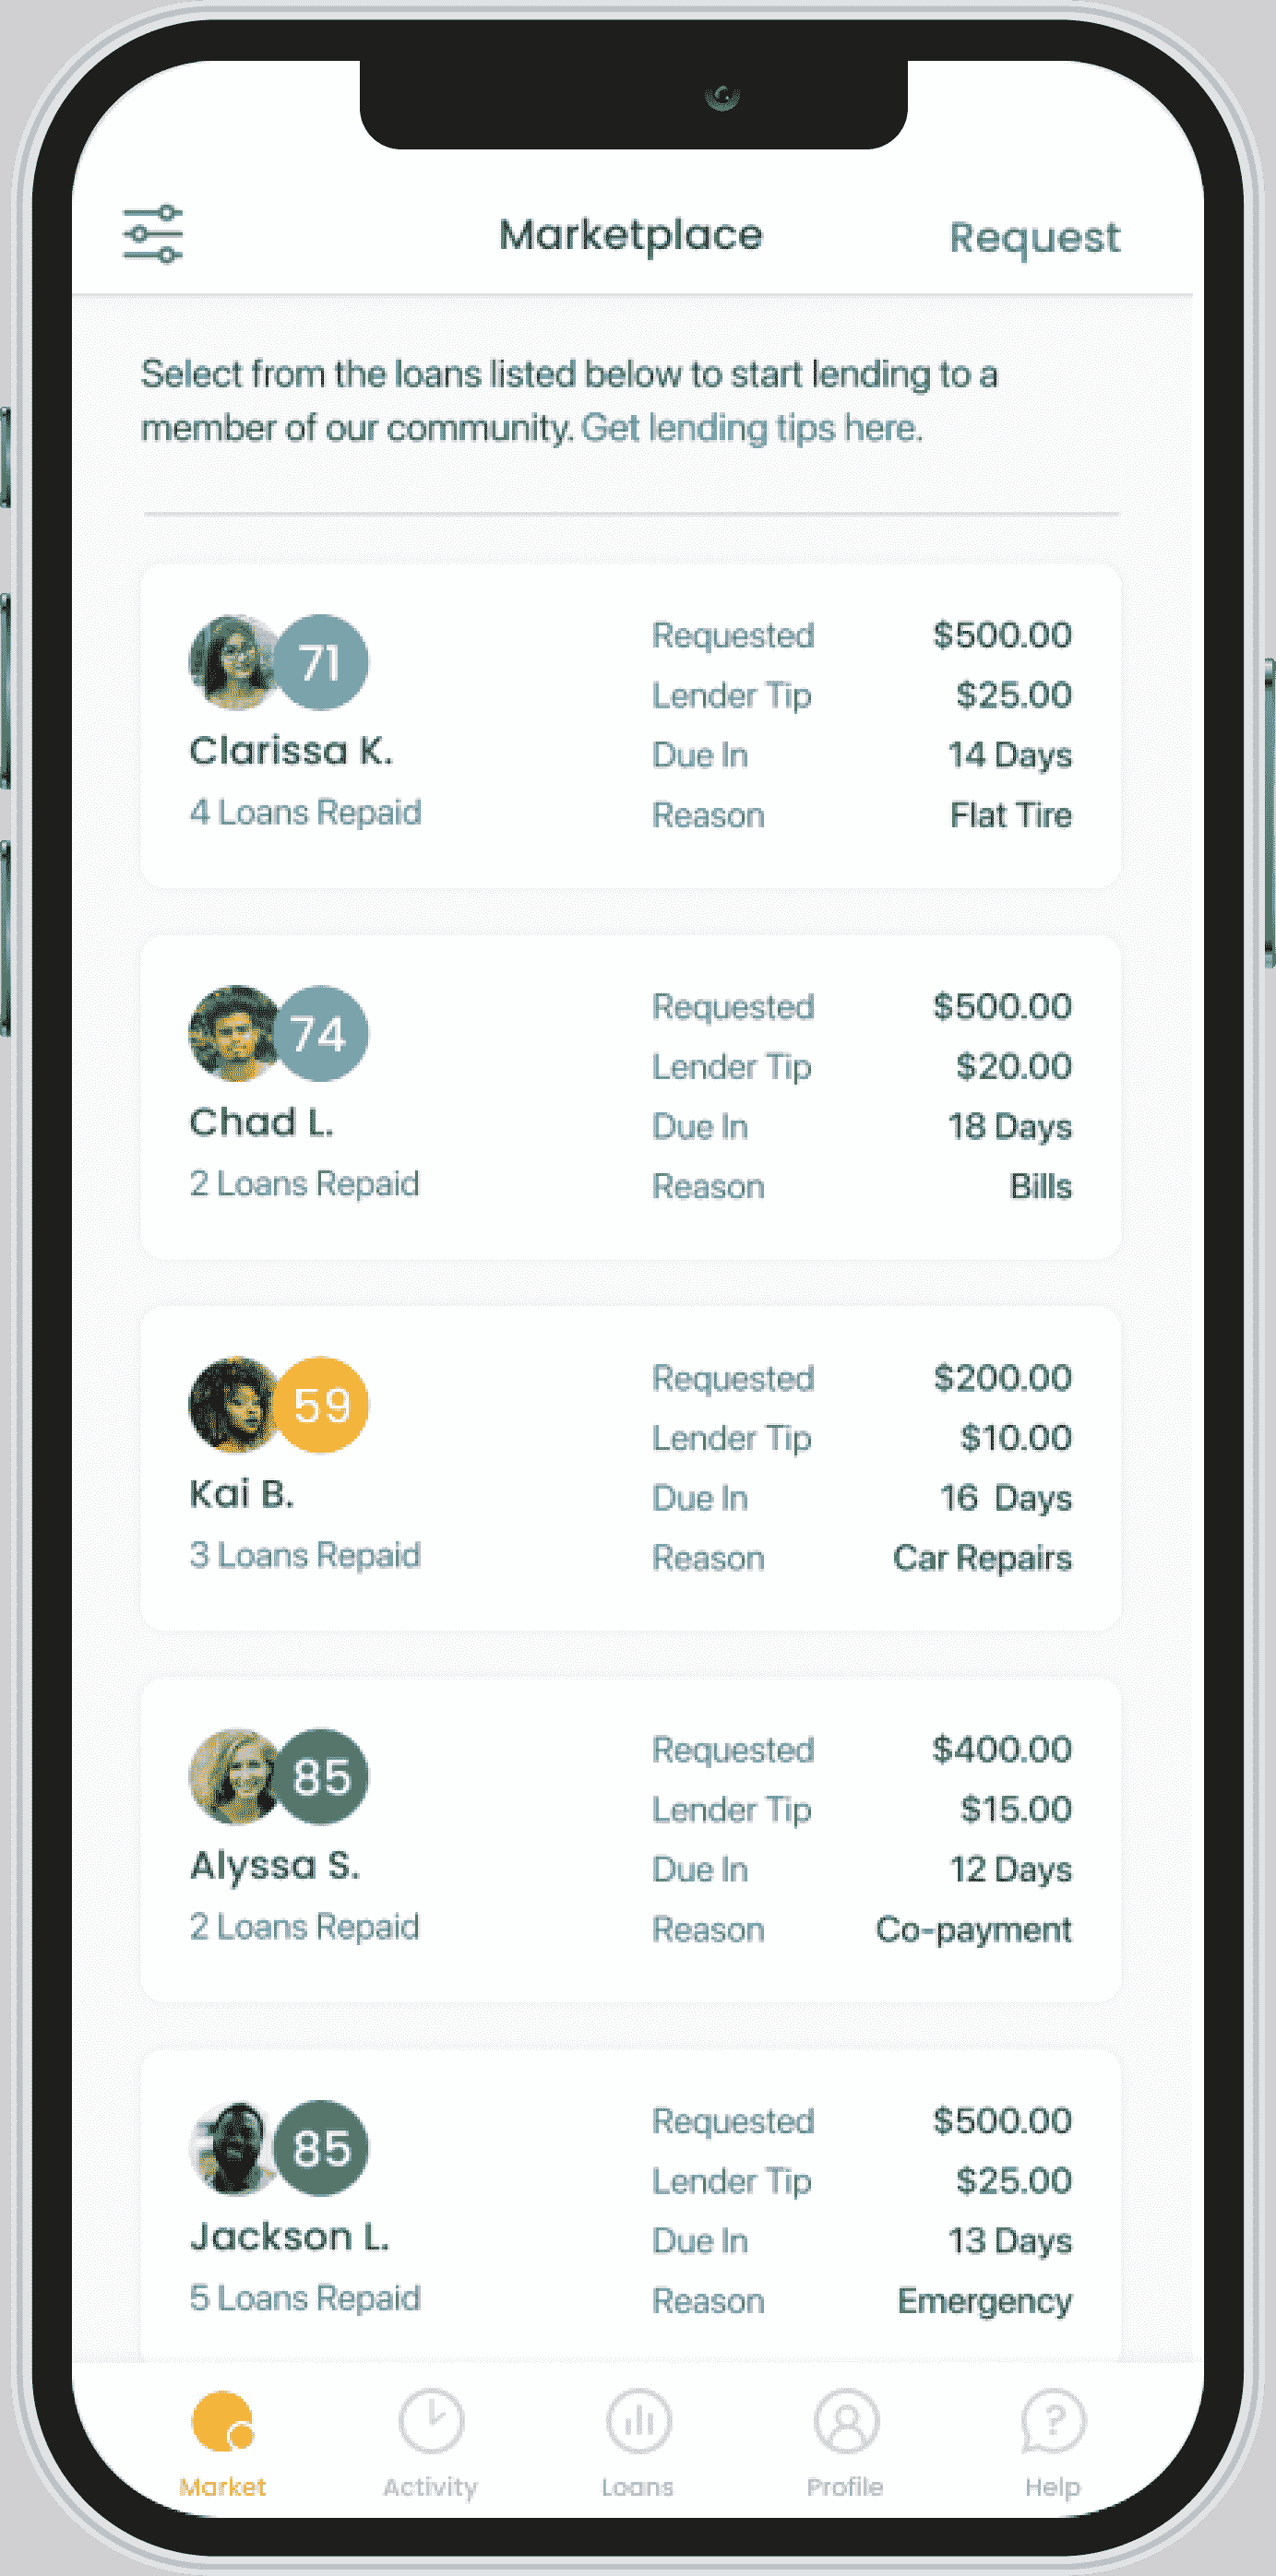 Marketplace
Request
Select from the loans listed below to start lending to a
member of our community. Get lending tips here.
71
Clarissa K.
4 Loans Repaid
Requested $500.00
Lender Tip $25.00
Due In 14 Days
Reason Flat Tire
74
Chad L.
2 Loans Repaid
Requested $500.00
Lender Tip $20.00
Due In 18 Days
Reason Bills
59
Kai B.
3 Loans Repaid
Requested $200.00
Lender Tip $10.00
Due In 16 Days
Reason Car Repairs
85
Alyssa S.
2 Loans Repaid
Requested $400.00
Lender Tip $15.00
Due In 12 Days
Reason Co-payment
85
Jackson L.
5 Loans Repaid
Requested $500.00
Lender Tip $25.00
Due In 13 Days
Reason Emergency
Market Activity Loans Profile Help